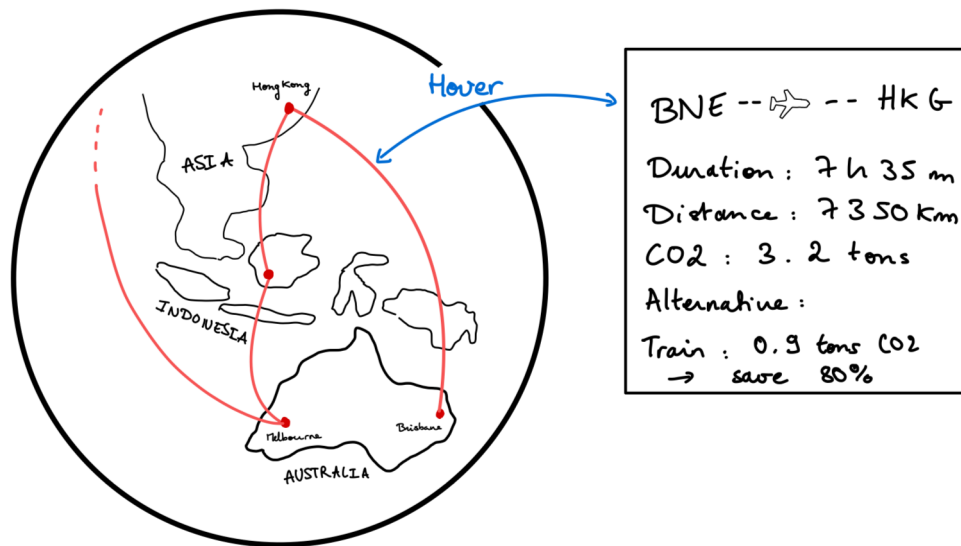 Hover
Hong Kong
ASIA
INDONESIA
Melbourne
Brisbane
AUSTRALIA
BNE -- -- HKG
Duration : 7 h 35 m
Distance : 7350 Km
CO2 : 3.2 tons
Alternative :
Train : 0.9 tons CO2
→ save 80%